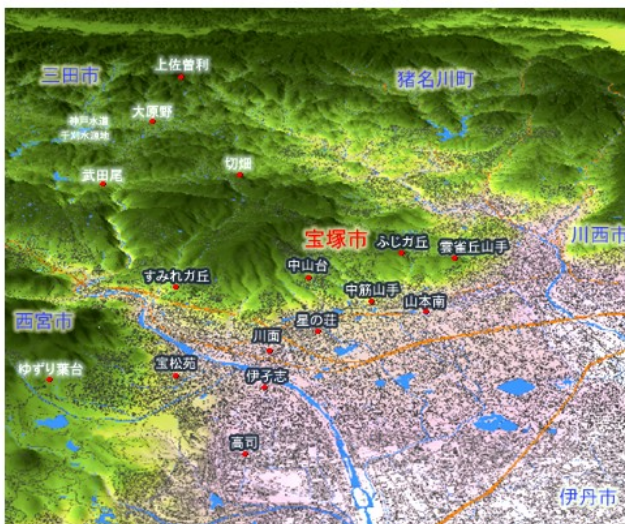 上佐曽利
三田市
猪名川町
大原野
神戸水道
千苅水源地
切畑
武田尾
宝塚市
川西市
ふじガ丘
雲雀丘山手
中山台
すみれガ丘
中筋山手
山本南
西宮市
星の荘
川面
宝松苑
ゆずり葉台
伊孑志
高司
伊丹市